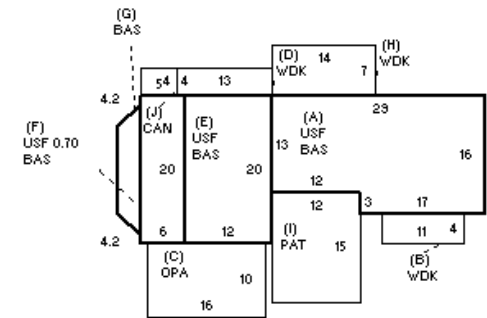 (G)
BAS
(D)
WDK
14
7
(H)
WDK
5 4
4
13
4.2
(J)
CAN
(E)
USF
BAS
(A)
USF
BAS
29
(F)
USF 0.70
BAS
13
16
20
20
12
12
3
17
6
12
(I)
PAT
15
11
4
4.2
(C)
OPA
10
16
(B)
WDK